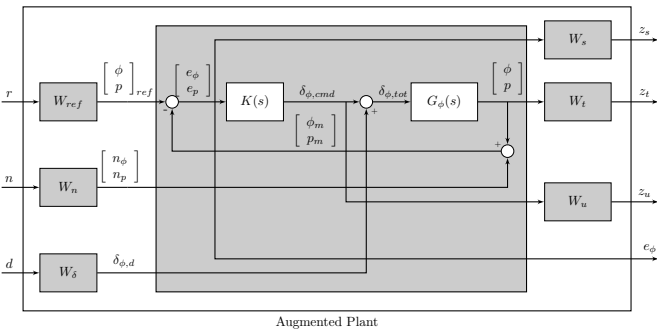 W_s
z_s
[ϕ p]_ref
[e_ϕ e_p]
[ϕ p]
r
W_ref
-
K(s)
δ_ϕ,cmd
+
δ_ϕ,tot
G_ϕ(s)
W_t
z_t
[ϕ_m p_m]
+
n
W_n
[n_ϕ n_p]
W_u
z_u
e_ϕ
d
W_δ
δ_ϕ,d
Augmented Plant